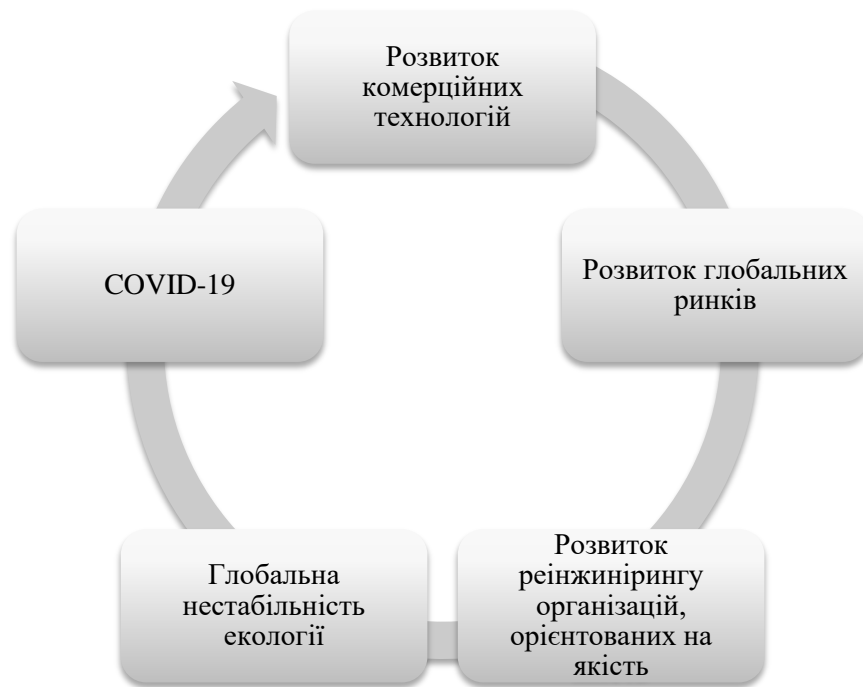 Розвиток
комерційних
технологій
Розвиток глобальних
ринків
Розвиток
реінжинірингу
організацій,
орієнтованих на
якість
Глобальна
нестабільність
екології
COVID-19